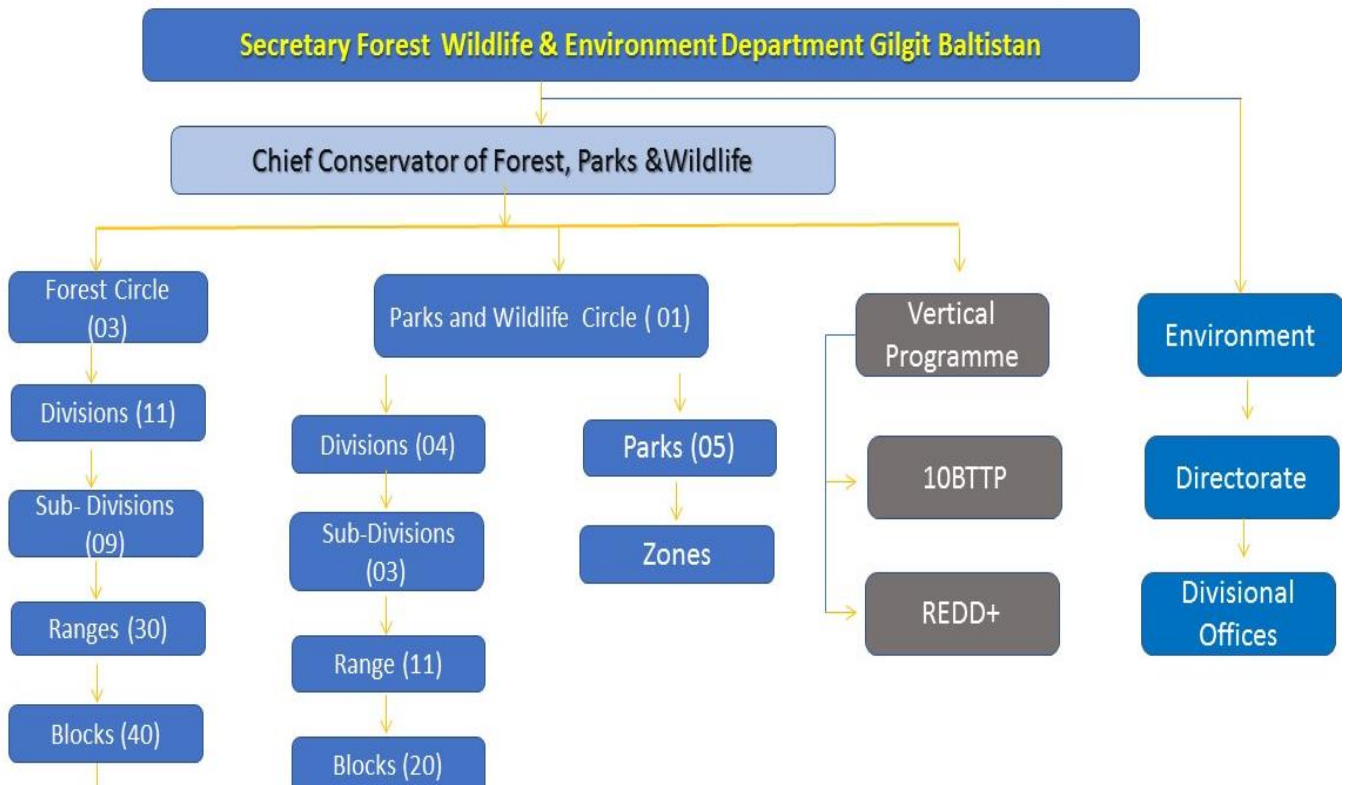 Secretary Forest Wildlife & Environment Department Gilgit Baltistan
Chief Conservator of Forest, Parks &Wildlife
Forest Circle
(03)
Divisions (11)
Sub- Divisions
(09)
Ranges (30)
Blocks (40)
Parks and Wildlife Circle ( 01)
Divisions (04)
Sub-Divisions
(03)
Range (11)
Blocks (20)
Parks (05)
Zones
Vertical
Programme
10BTTP
REDD+
Environment
Directorate
Divisional
Offices